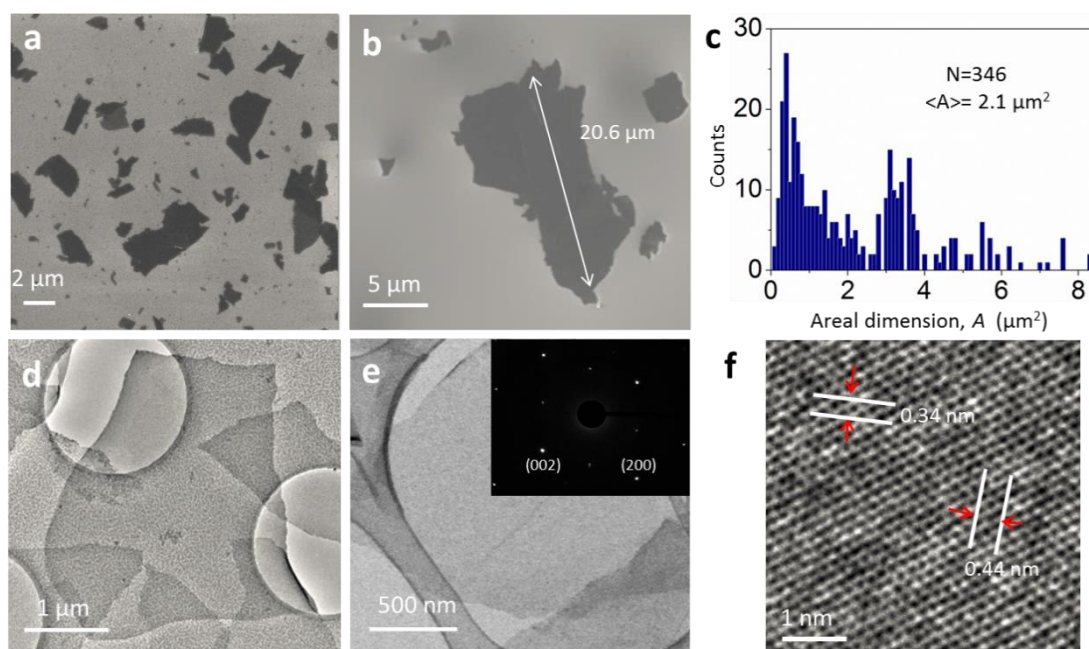 a
2 μm
b
20.6 μm
5 μm
c
N=346
<A>= 2.1 μm²
Counts
30
20
10
0
0 2 4 6 8
Areal dimension, A (μm²)
d
1 μm
e
(002) (200)
500 nm
f
0.34 nm
0.44 nm
1 nm